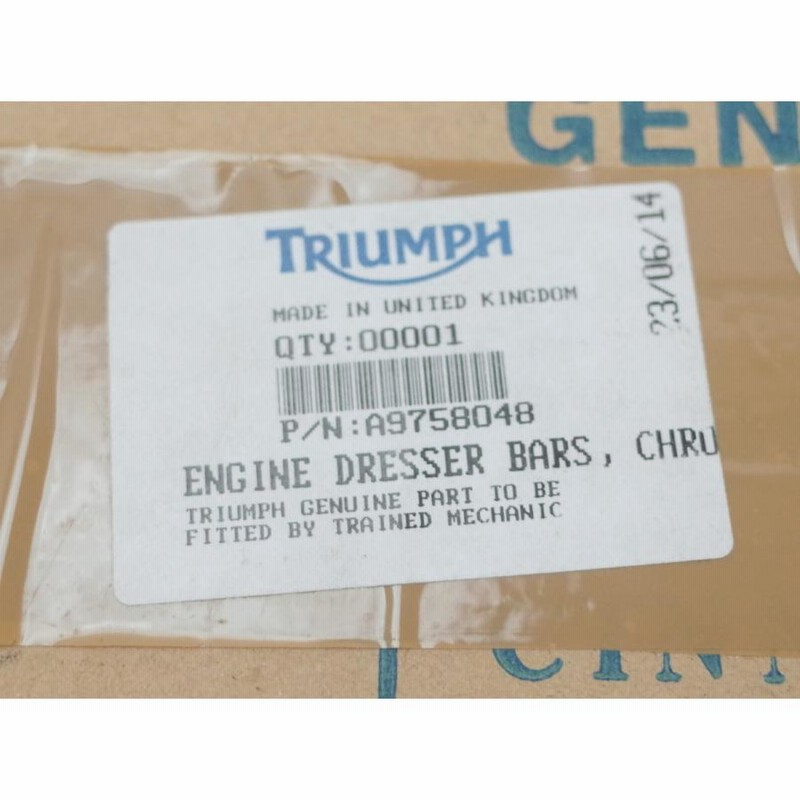 GEN
TRIUMPH
23/06/14
MADE IN UNITED KINGDOM
QTY:00001
P/N:A9758048
ENGINE DRESSER BARS, CHRO
TRIUMPH GENUINE PART TO BE
FITTED BY TRAINED MECHANIC